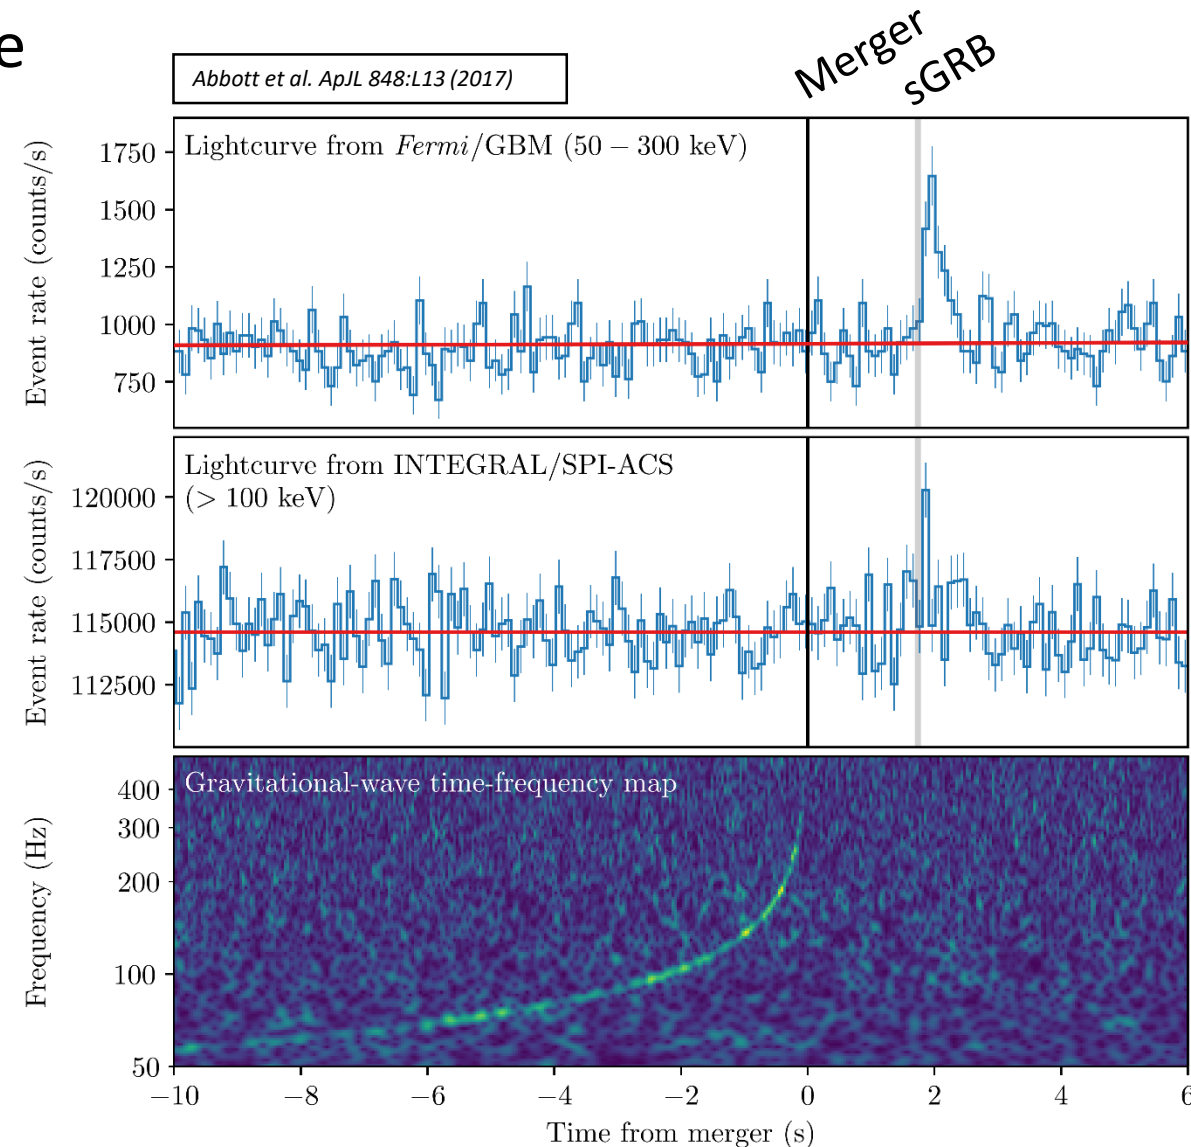 e
Abbott et al. ApJL 848:L13 (2017)
Merger
sGRB
Lightcurve from Fermi/GBM (50 – 300 keV)
Event rate (counts/s)
1750
1500
1250
1000
750
Lightcurve from INTEGRAL/SPI-ACS
(> 100 keV)
Event rate (counts/s)
120000
117500
115000
112500
Gravitational-wave time-frequency map
Frequency (Hz)
400
300
200
100
50
−10 −8 −6 −4 −2 0 2 4 6
Time from merger (s)